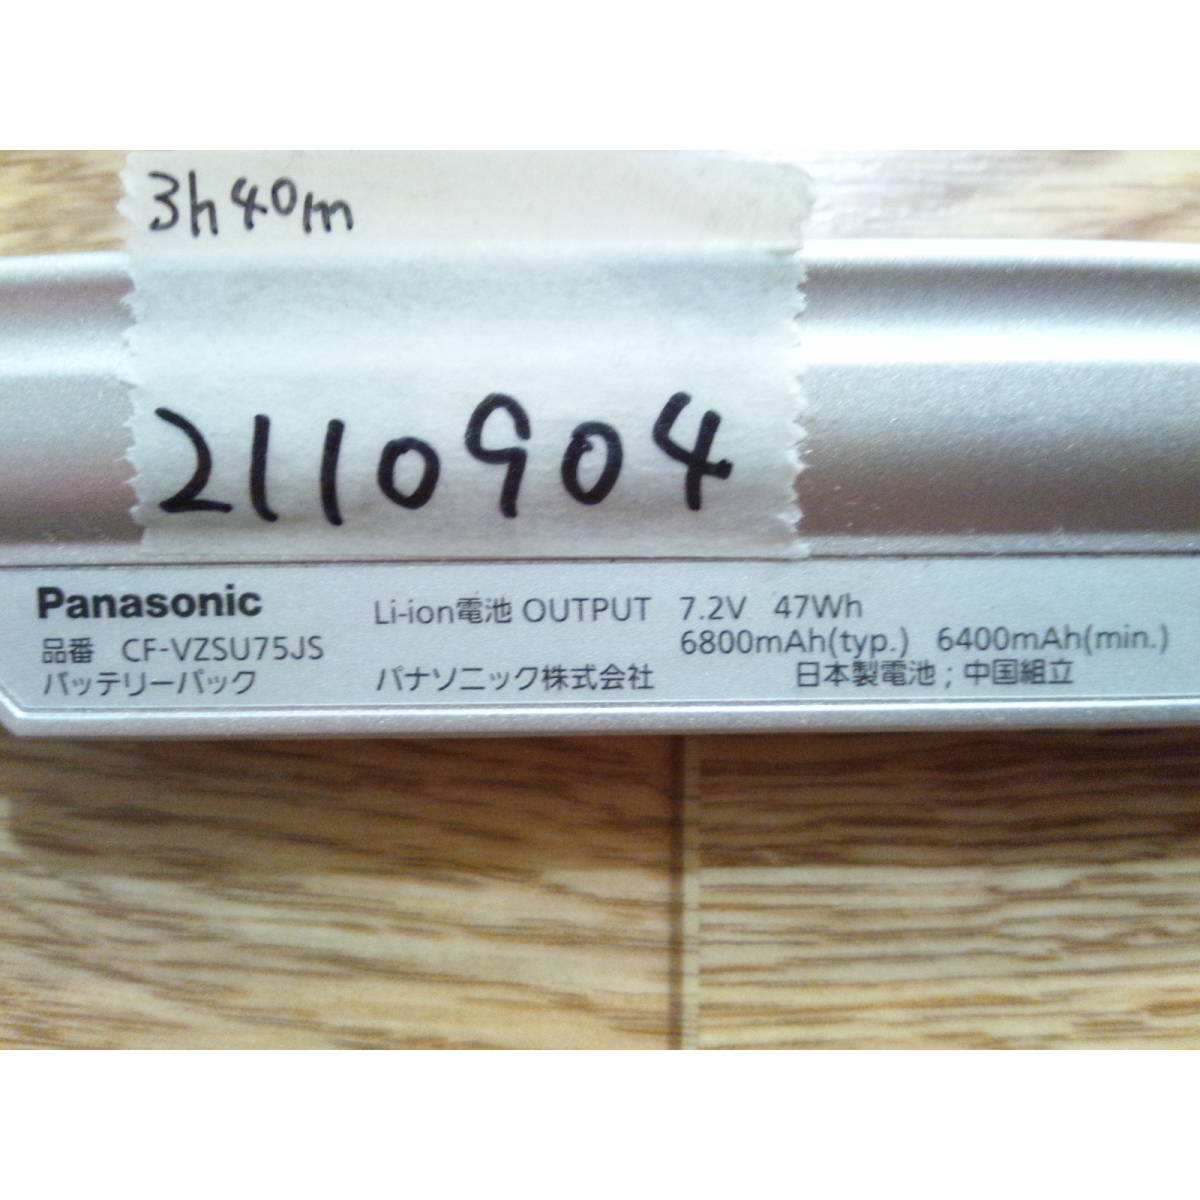 3h40m
2110904
Panasonic
品番 CF-VZSU75JS
バッテリーパック
Li-ion電池 OUTPUT 7.2V 47Wh
6800mAh(typ.) 6400mAh(min.)
パナソニック株式会社 日本製電池;中国組立